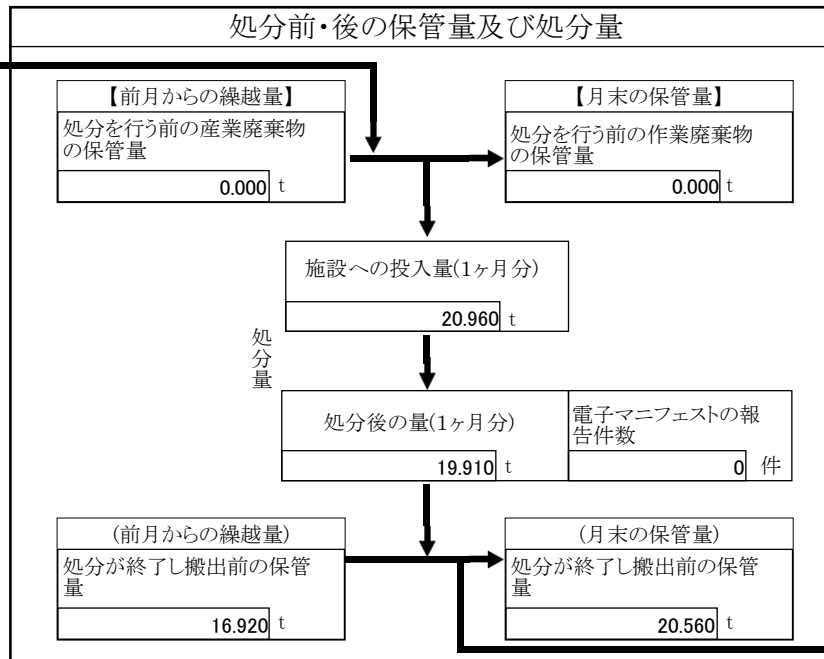 処分前・後の保管量及び処分量
【前月からの繰越量】
処分を行う前の産業廃棄物
の保管量
0.000 t
【月末の保管量】
処分を行う前の作業廃棄物
の保管量
0.000 t
施設への投入量(1ヶ月分)
20.960 t
処分量
処分後の量(1ヶ月分)
19.910 t
電子マニフェストの報
告件数
0 件
(前月からの繰越量)
処分が終了し搬出前の保管
量
16.920 t
(月末の保管量)
処分が終了し搬出前の保管
量
20.560 t